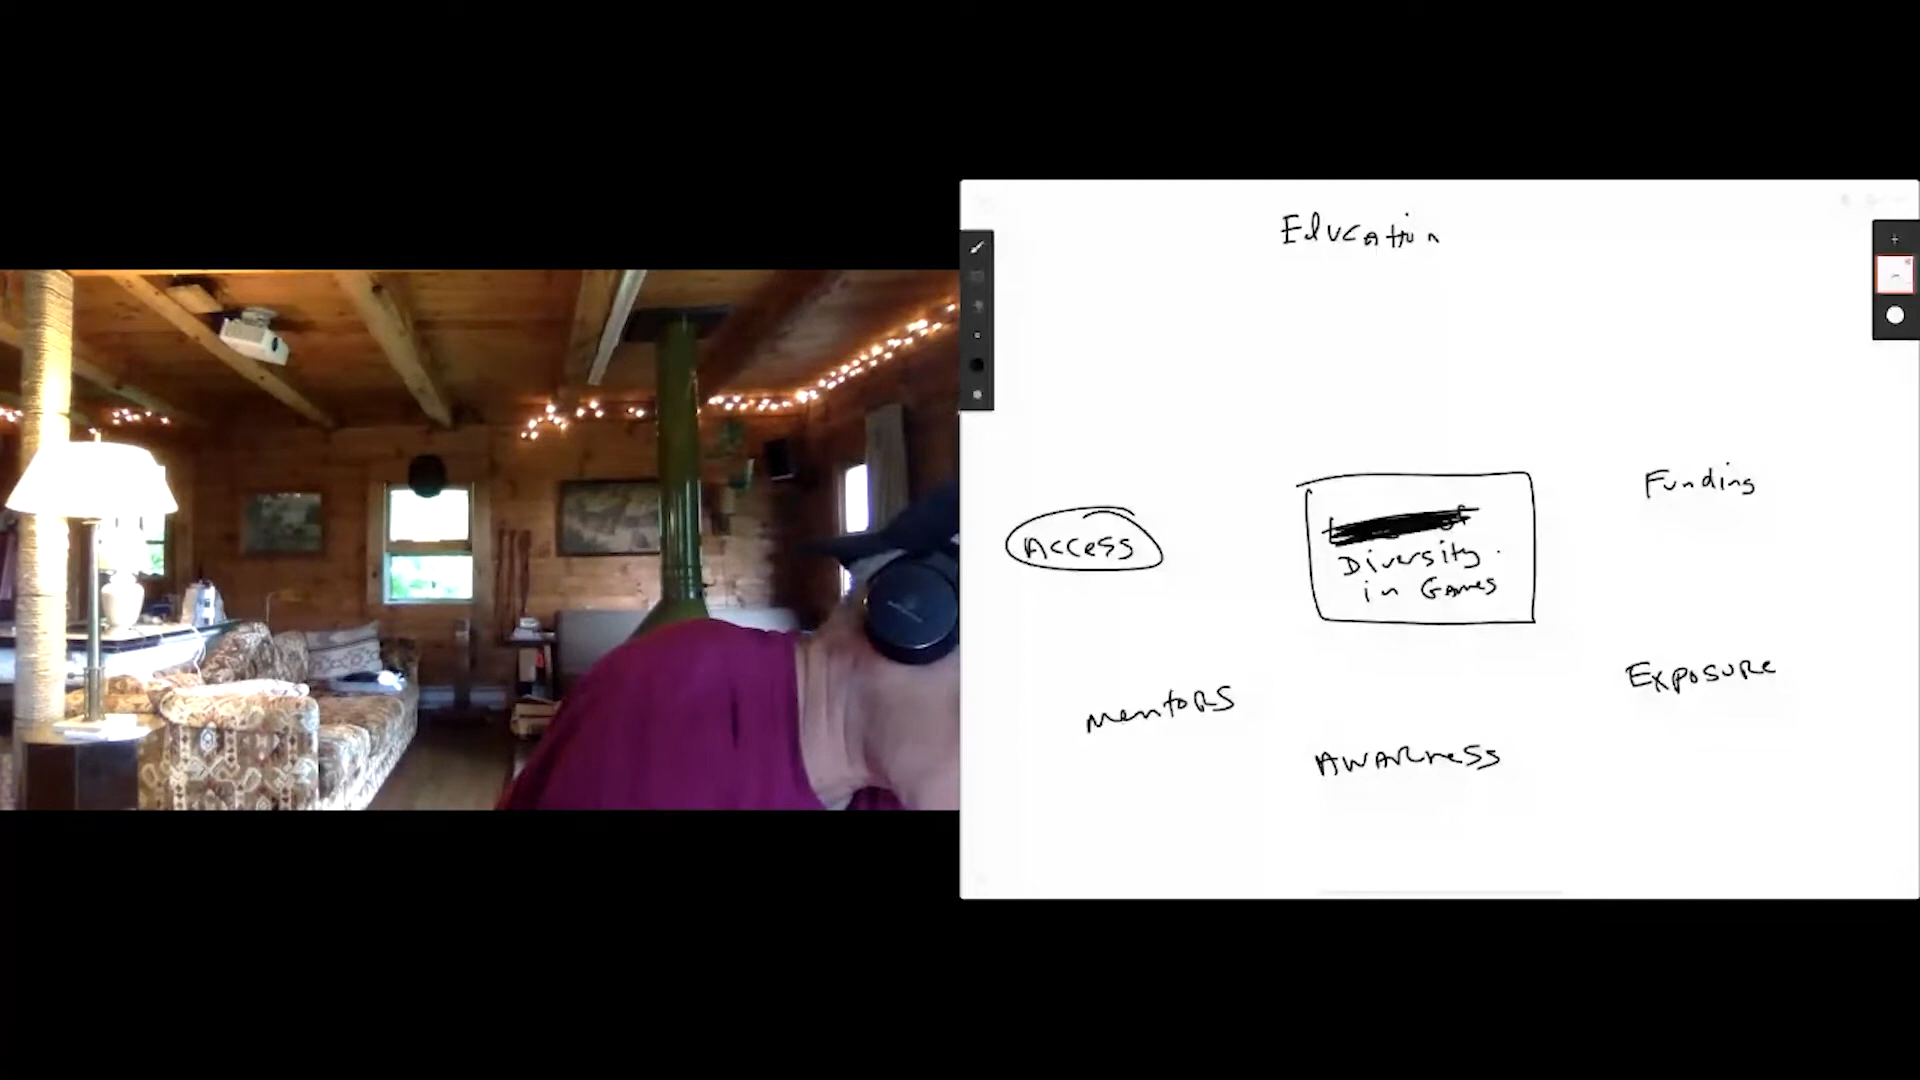 Education
Funding
Access
Diversity.
in Games
Exposure
Mentors
Awarness